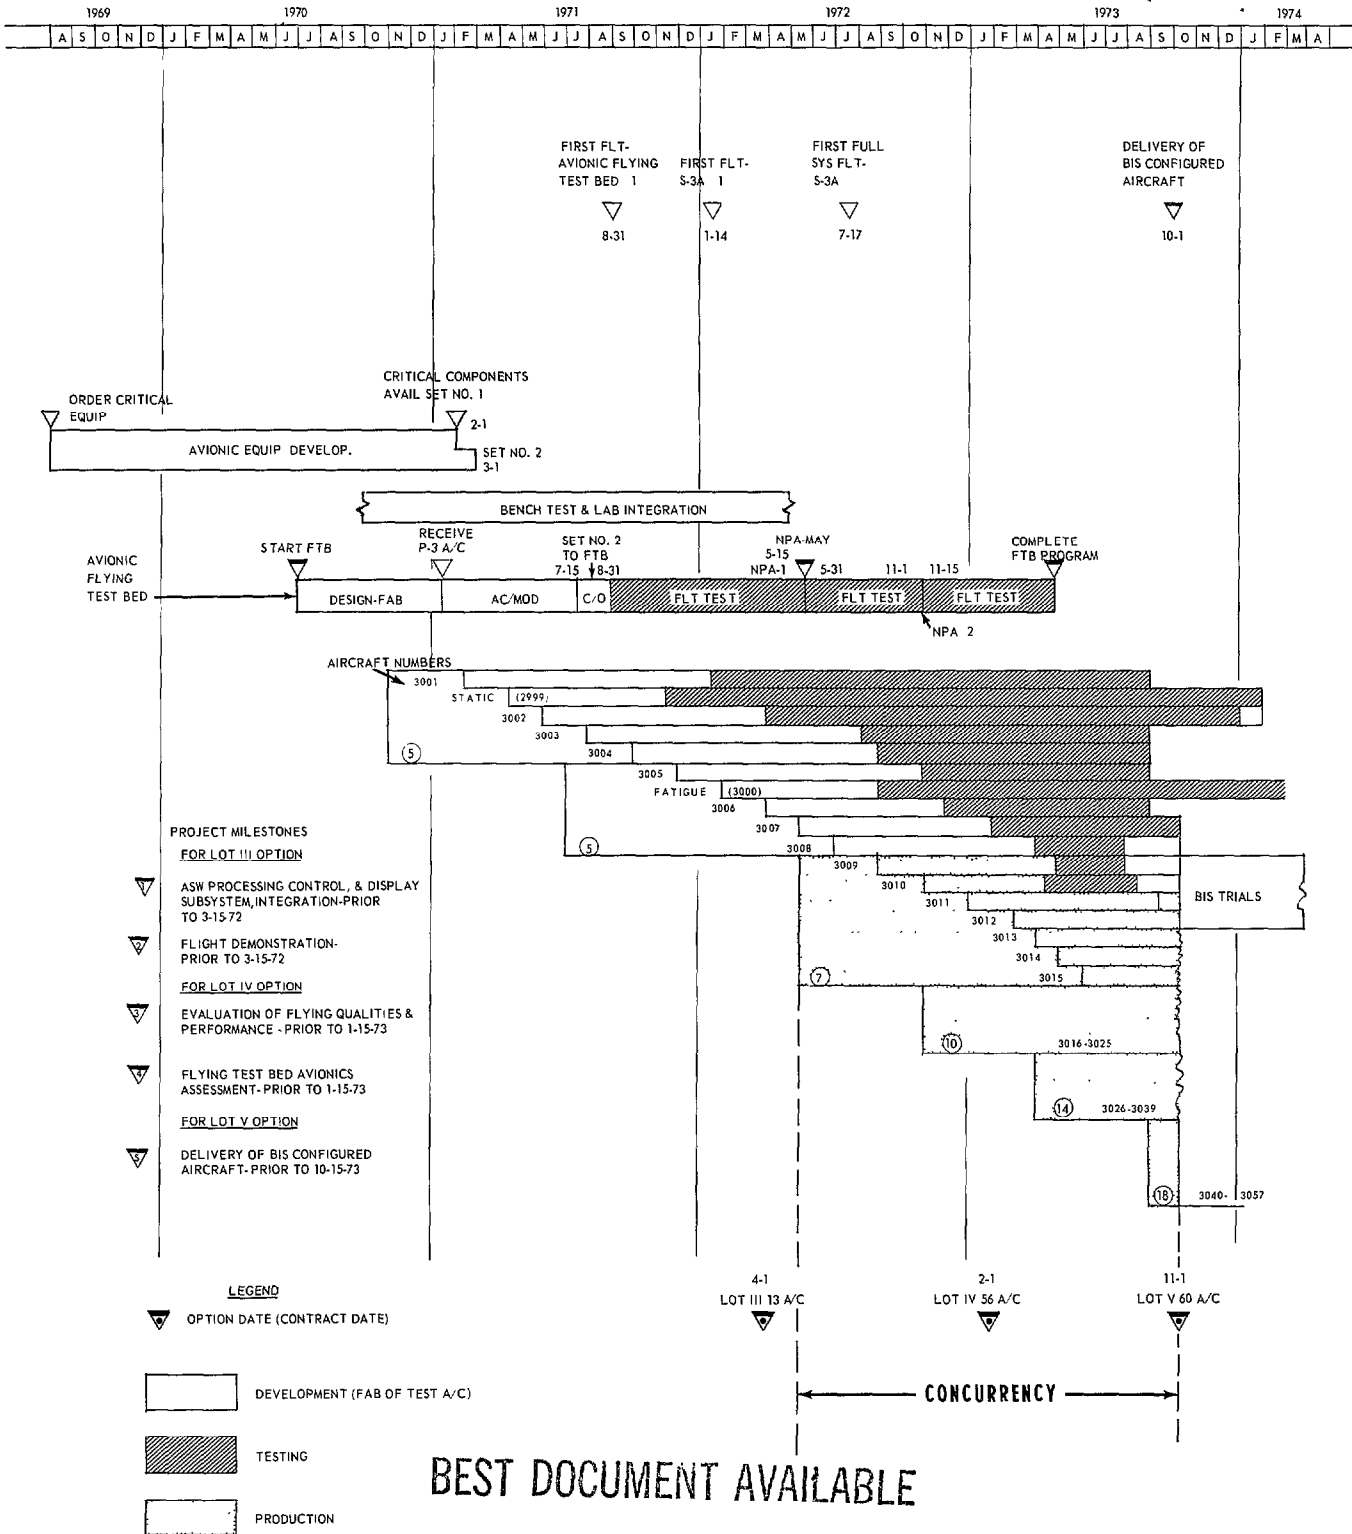 1969 1970 1971 1972 1973 1974
A S O N D J F M A M J J A S O N D J F M A M J J A S O N D J F M A M J J A S O N D J F M A M J J A S O N D J F M A
FIRST FLT-
AVIONIC FLYING
TEST BED 1
8-31
FIRST FLT-
S-3A 1
1-14
FIRST FULL
SYS FLT-
S-3A
7-17
DELIVERY OF
BIS CONFIGURED
AIRCRAFT
10-1
ORDER CRITICAL
EQUIP
CRITICAL COMPONENTS
AVAIL SET NO. 1
2-1
AVIONIC EQUIP DEVELOP.
SET NO. 2
3-1
BENCH TEST & LAB INTEGRATION
AVIONIC
FLYING
TEST BED
START FTB
RECEIVE
P-3 A/C
SET NO. 2
TO FTB
7-15 8-31
NPA-MAY
5-15
NPA-1 5-31
11-1 11-15
COMPLETE
FTB PROGRAM
DESIGN-FAB AC/MOD C/O FLT TEST FLT TEST FLT TEST
NPA 2
AIRCRAFT NUMBERS
3001
STATIC (2999)
3002
3003
5 3004
3005
FATIGUE (3000)
3006
3007
5 3008
3009
3010
3011
BIS TRIALS
3012
3013
3014
7 3015
10 3016-3025
14 3026-3039
18 3040- 3057
PROJECT MILESTONES
FOR LOT III OPTION
1 ASW PROCESSING CONTROL, & DISPLAY
SUBSYSTEM, INTEGRATION-PRIOR
TO 3-15-72
2 FLIGHT DEMONSTRATION-
PRIOR TO 3-15-72
FOR LOT IV OPTION
3 EVALUATION OF FLYING QUALITIES &
PERFORMANCE - PRIOR TO 1-15-73
4 FLYING TEST BED AVIONICS
ASSESSMENT- PRIOR TO 1-15-73
FOR LOT V OPTION
5 DELIVERY OF BIS CONFIGURED
AIRCRAFT- PRIOR TO 10-15-73
4-1
LOT III 13 A/C
2-1
LOT IV 56 A/C
11-1
LOT V 60 A/C
CONCURRENCY
LEGEND
OPTION DATE (CONTRACT DATE)
DEVELOPMENT (FAB OF TEST A/C)
TESTING
PRODUCTION
BEST DOCUMENT AVAILABLE